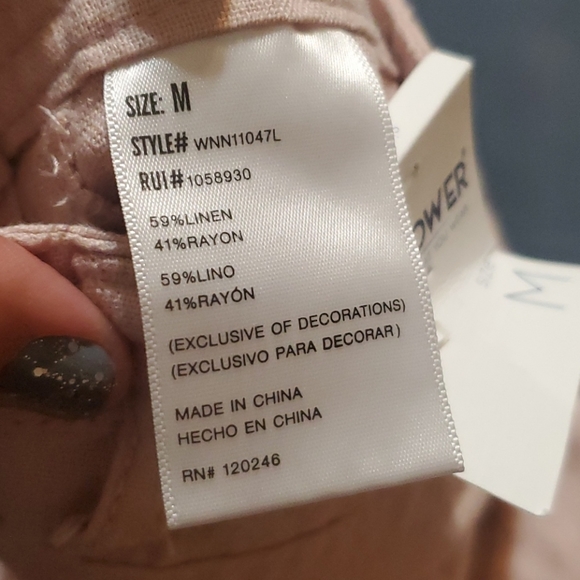 SIZE: M
STYLE# WNN11047L
RUI# 1058930
59%LINEN
41%RAYON
59%LINO
41%RAYÓN
(EXCLUSIVE OF DECORATIONS)
(EXCLUSIVO PARA DECORAR)
MADE IN CHINA
HECHO EN CHINA
RN# 120246
OWER®
M